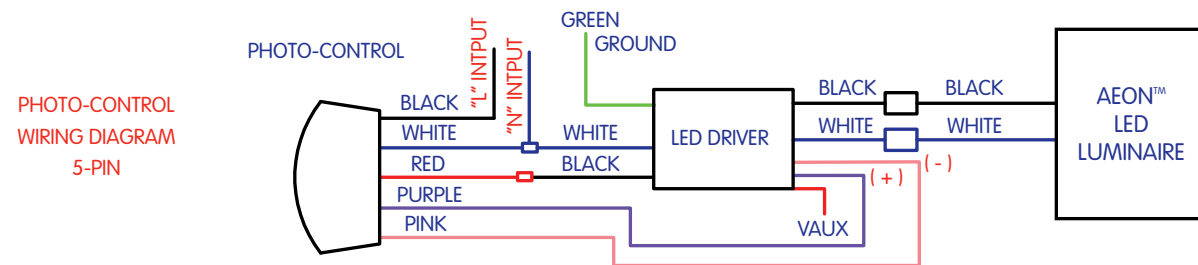 PHOTO-CONTROL
WIRING DIAGRAM
5-PIN
PHOTO-CONTROL
"L" INTPUT
"N" INTPUT
GREEN
GROUND
BLACK
WHITE
RED
PURPLE
PINK
WHITE
BLACK
LED DRIVER
BLACK
BLACK
WHITE
WHITE
(+)
(-)
VAUX
AEON™
LED
LUMINAIRE